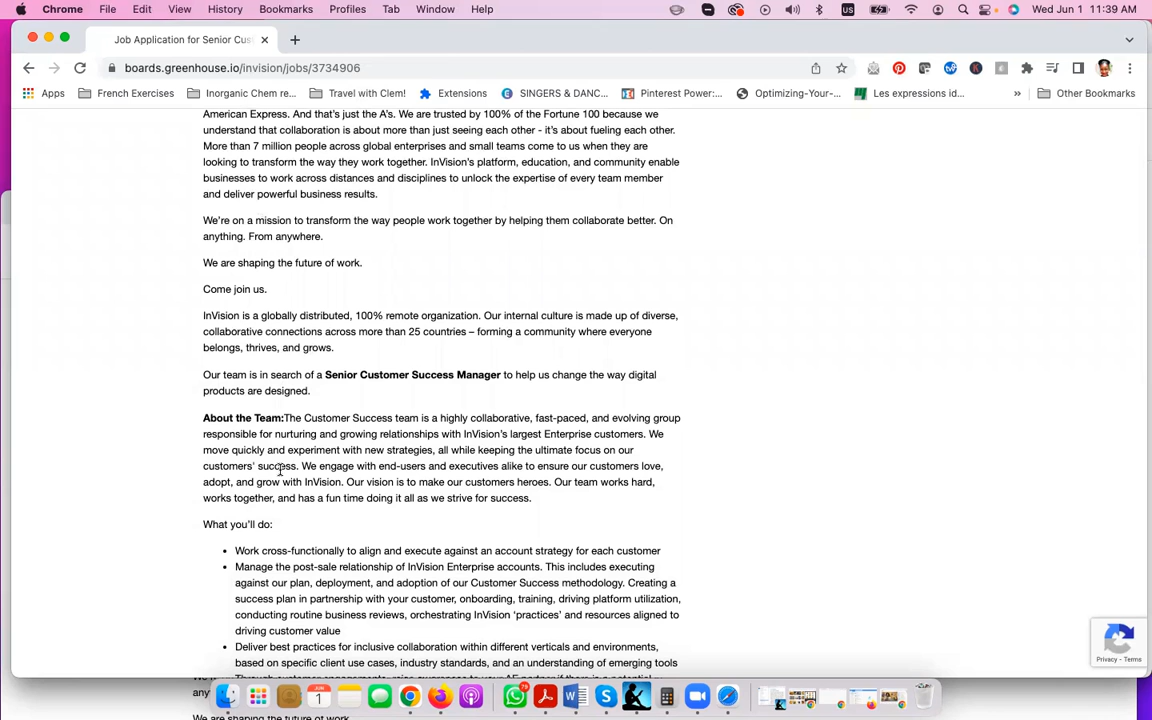 Chrome File Edit View History Bookmarks Profiles Tab Window Help US Wed Jun 1 11:39 AM
Job Application for Senior Cus
boards.greenhouse.io/invision/jobs/3734906
Apps French Exercises Inorganic Chem re... Travel with Clem! Extensions SINGERS & DANC... Pinterest Power:... Optimizing-Your-... Les expressions id... » Other Bookmarks
American Express. And that's just the A's. We are trusted by 100% of the Fortune 100 because we
understand that collaboration is about more than just seeing each other - it's about fueling each other.
More than 7 million people across global enterprises and small teams come to us when they are
looking to transform the way they work together. InVision's platform, education, and community enable
businesses to work across distances and disciplines to unlock the expertise of every team member
and deliver powerful business results.
We're on a mission to transform the way people work together by helping them collaborate better. On
anything. From anywhere.
We are shaping the future of work.
Come join us.
InVision is a globally distributed, 100% remote organization. Our internal culture is made up of diverse,
collaborative connections across more than 25 countries – forming a community where everyone
belongs, thrives, and grows.
Our team is in search of a Senior Customer Success Manager to help us change the way digital
products are designed.
About the Team:The Customer Success team is a highly collaborative, fast-paced, and evolving group
responsible for nurturing and growing relationships with InVision's largest Enterprise customers. We
move quickly and experiment with new strategies, all while keeping the ultimate focus on our
customers' success. We engage with end-users and executives alike to ensure our customers love,
adopt, and grow with InVision. Our vision is to make our customers heroes. Our team works hard,
works together, and has a fun time doing it all as we strive for success.
What you'll do:
• Work cross-functionally to align and execute against an account strategy for each customer
• Manage the post-sale relationship of InVision Enterprise accounts. This includes executing
against our plan, deployment, and adoption of our Customer Success methodology. Creating a
success plan in partnership with your customer, onboarding, training, driving platform utilization,
conducting routine business reviews, orchestrating InVision 'practices' and resources aligned to
driving customer value
• Deliver best practices for inclusive collaboration within different verticals and environments,
based on specific client use cases, industry standards, and an understanding of emerging tools
Privacy - Terms
We are shaping the future of work